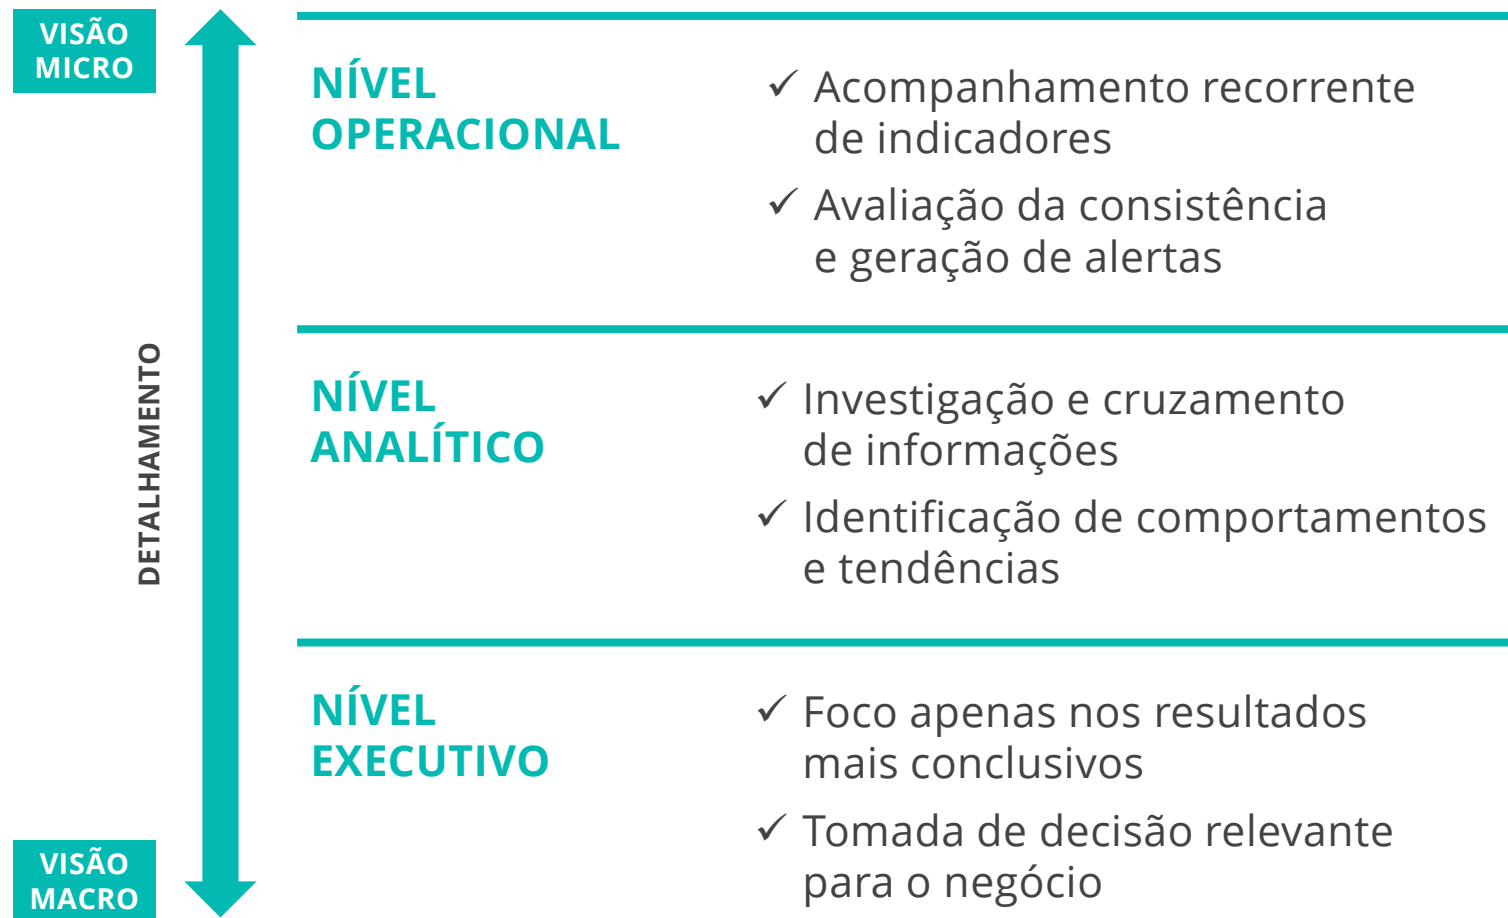 VISÃO
MICRO
NÍVEL
OPERACIONAL
✓ Acompanhamento recorrente
de indicadores
✓ Avaliação da consistência
e geração de alertas
DETALHAMENTO
NÍVEL
ANALÍTICO
✓ Investigação e cruzamento
de informações
✓ Identificação de comportamentos
e tendências
NÍVEL
EXECUTIVO
✓ Foco apenas nos resultados
mais conclusivos
✓ Tomada de decisão relevante
para o negócio
VISÃO
MACRO